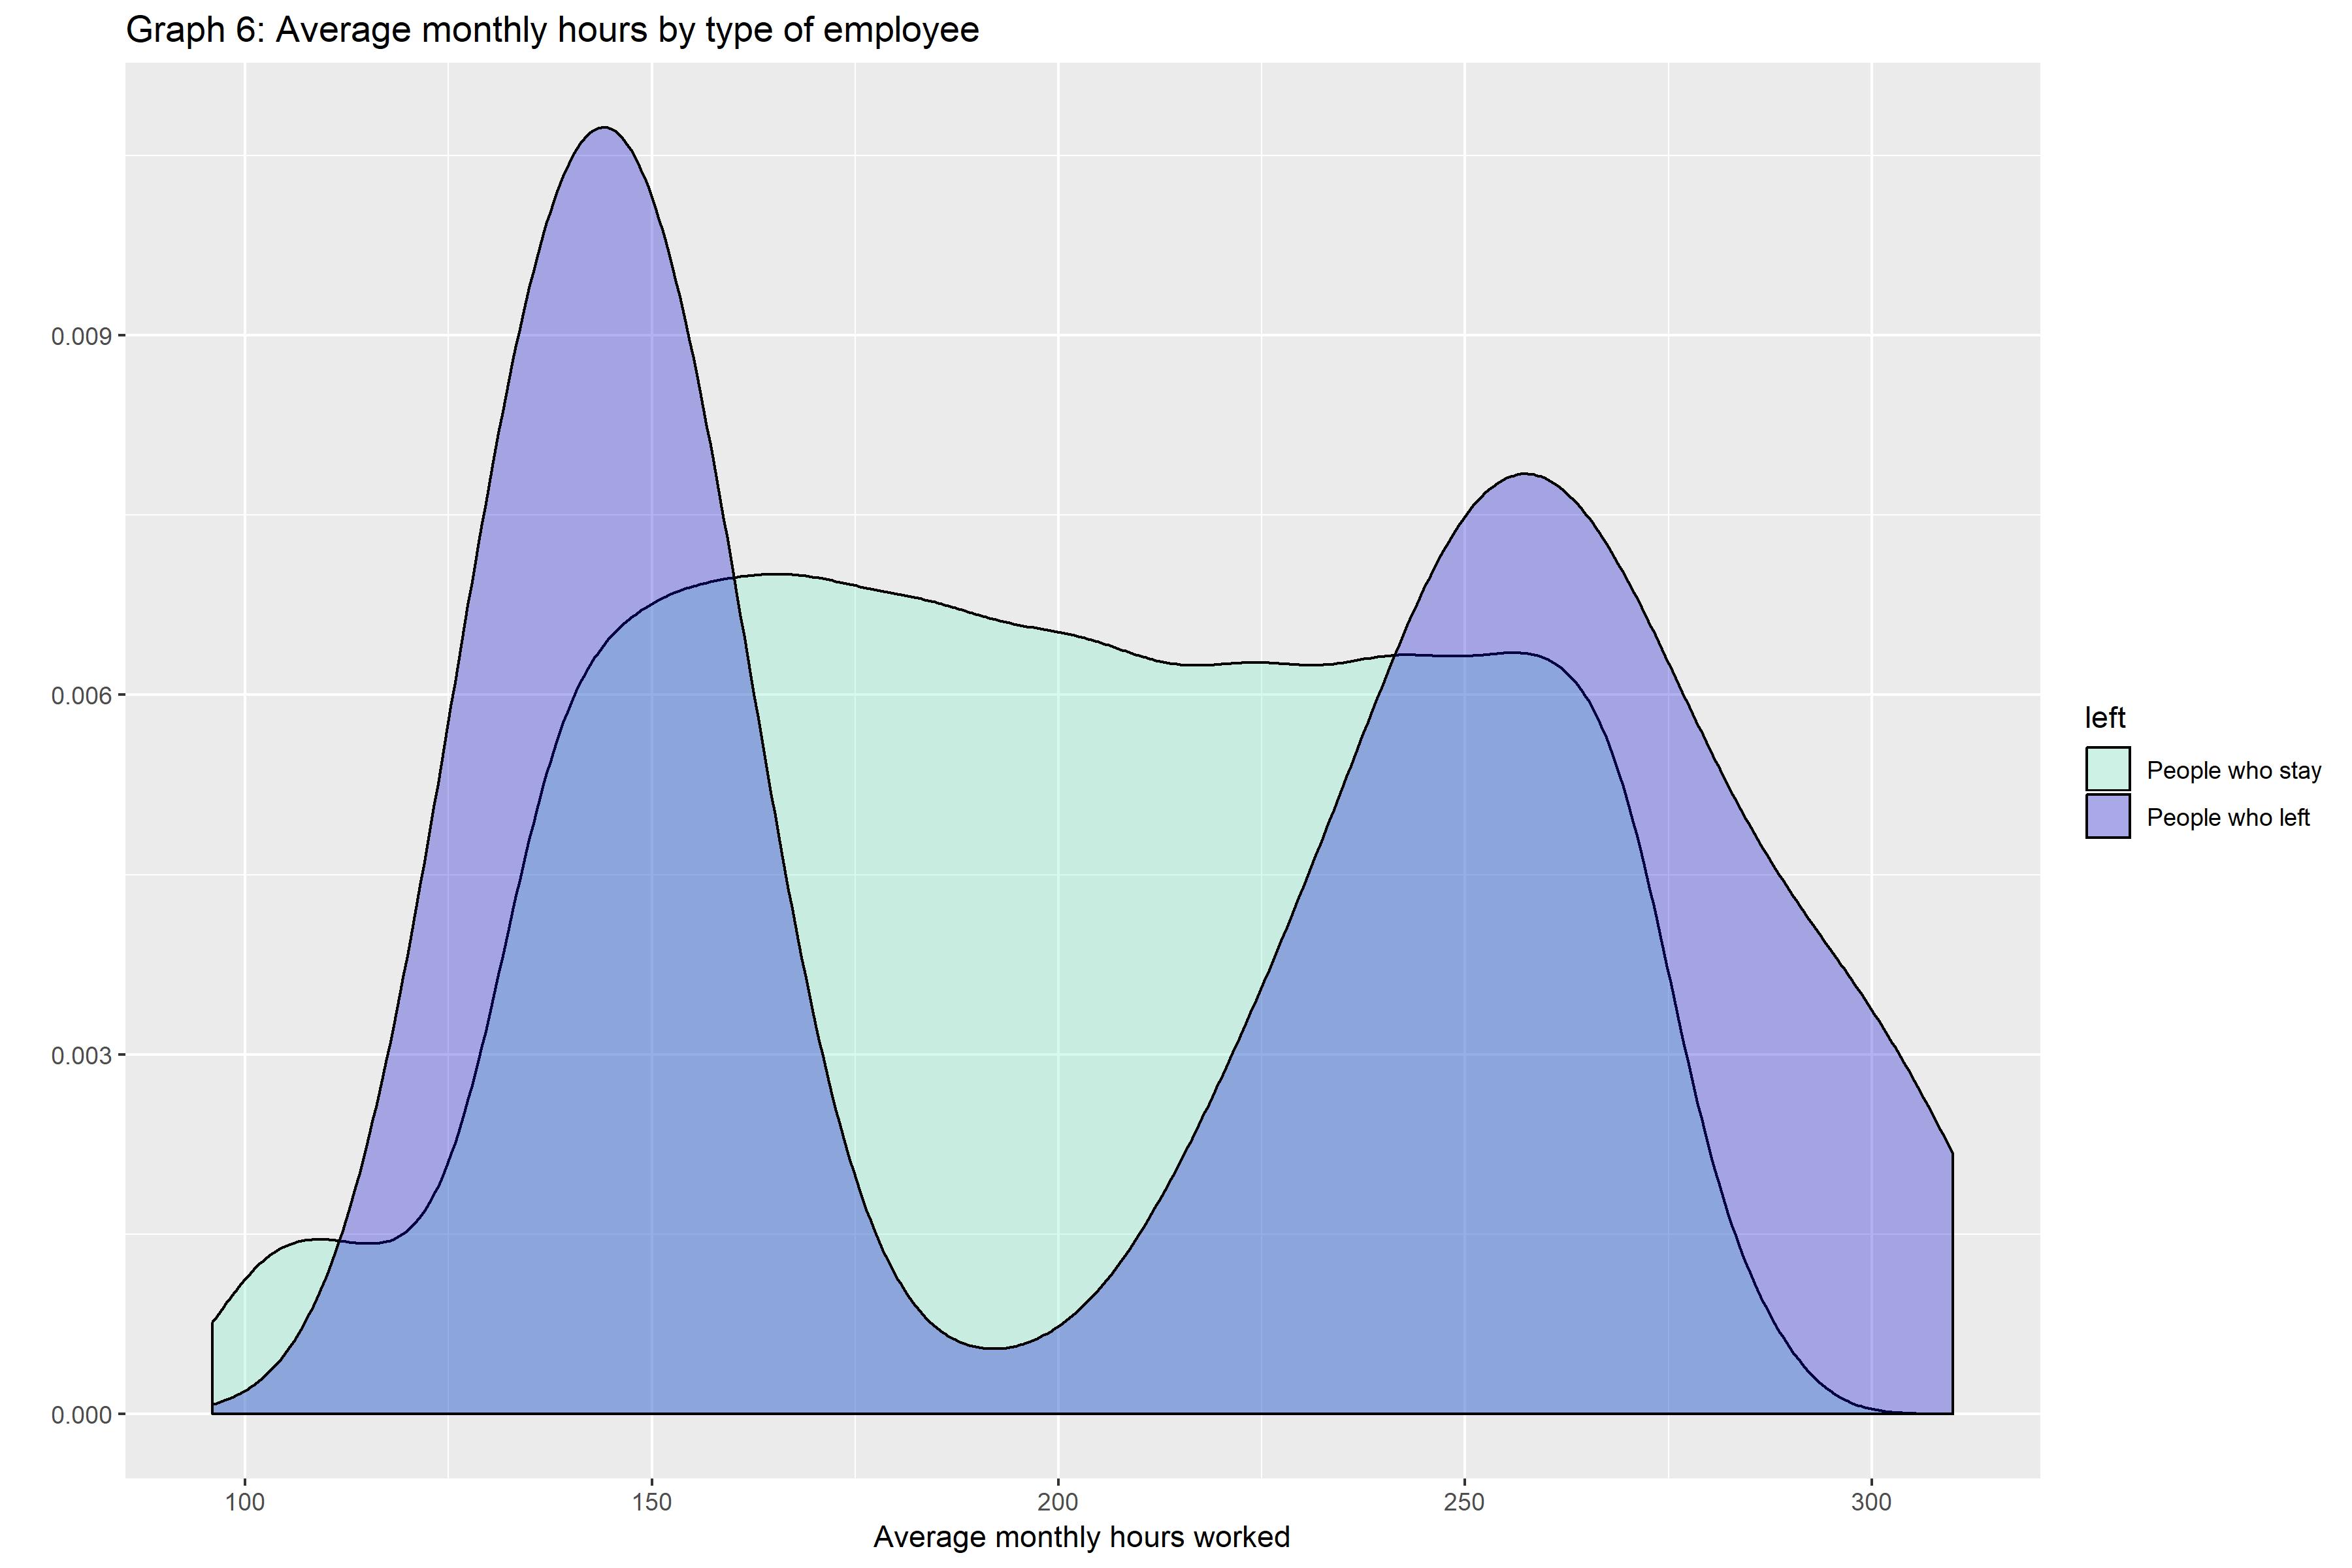 Graph 6: Average monthly hours by type of employee
0.009
0.006
0.003
0.000
100 150 200 250 300
Average monthly hours worked
left
People who stay
People who left